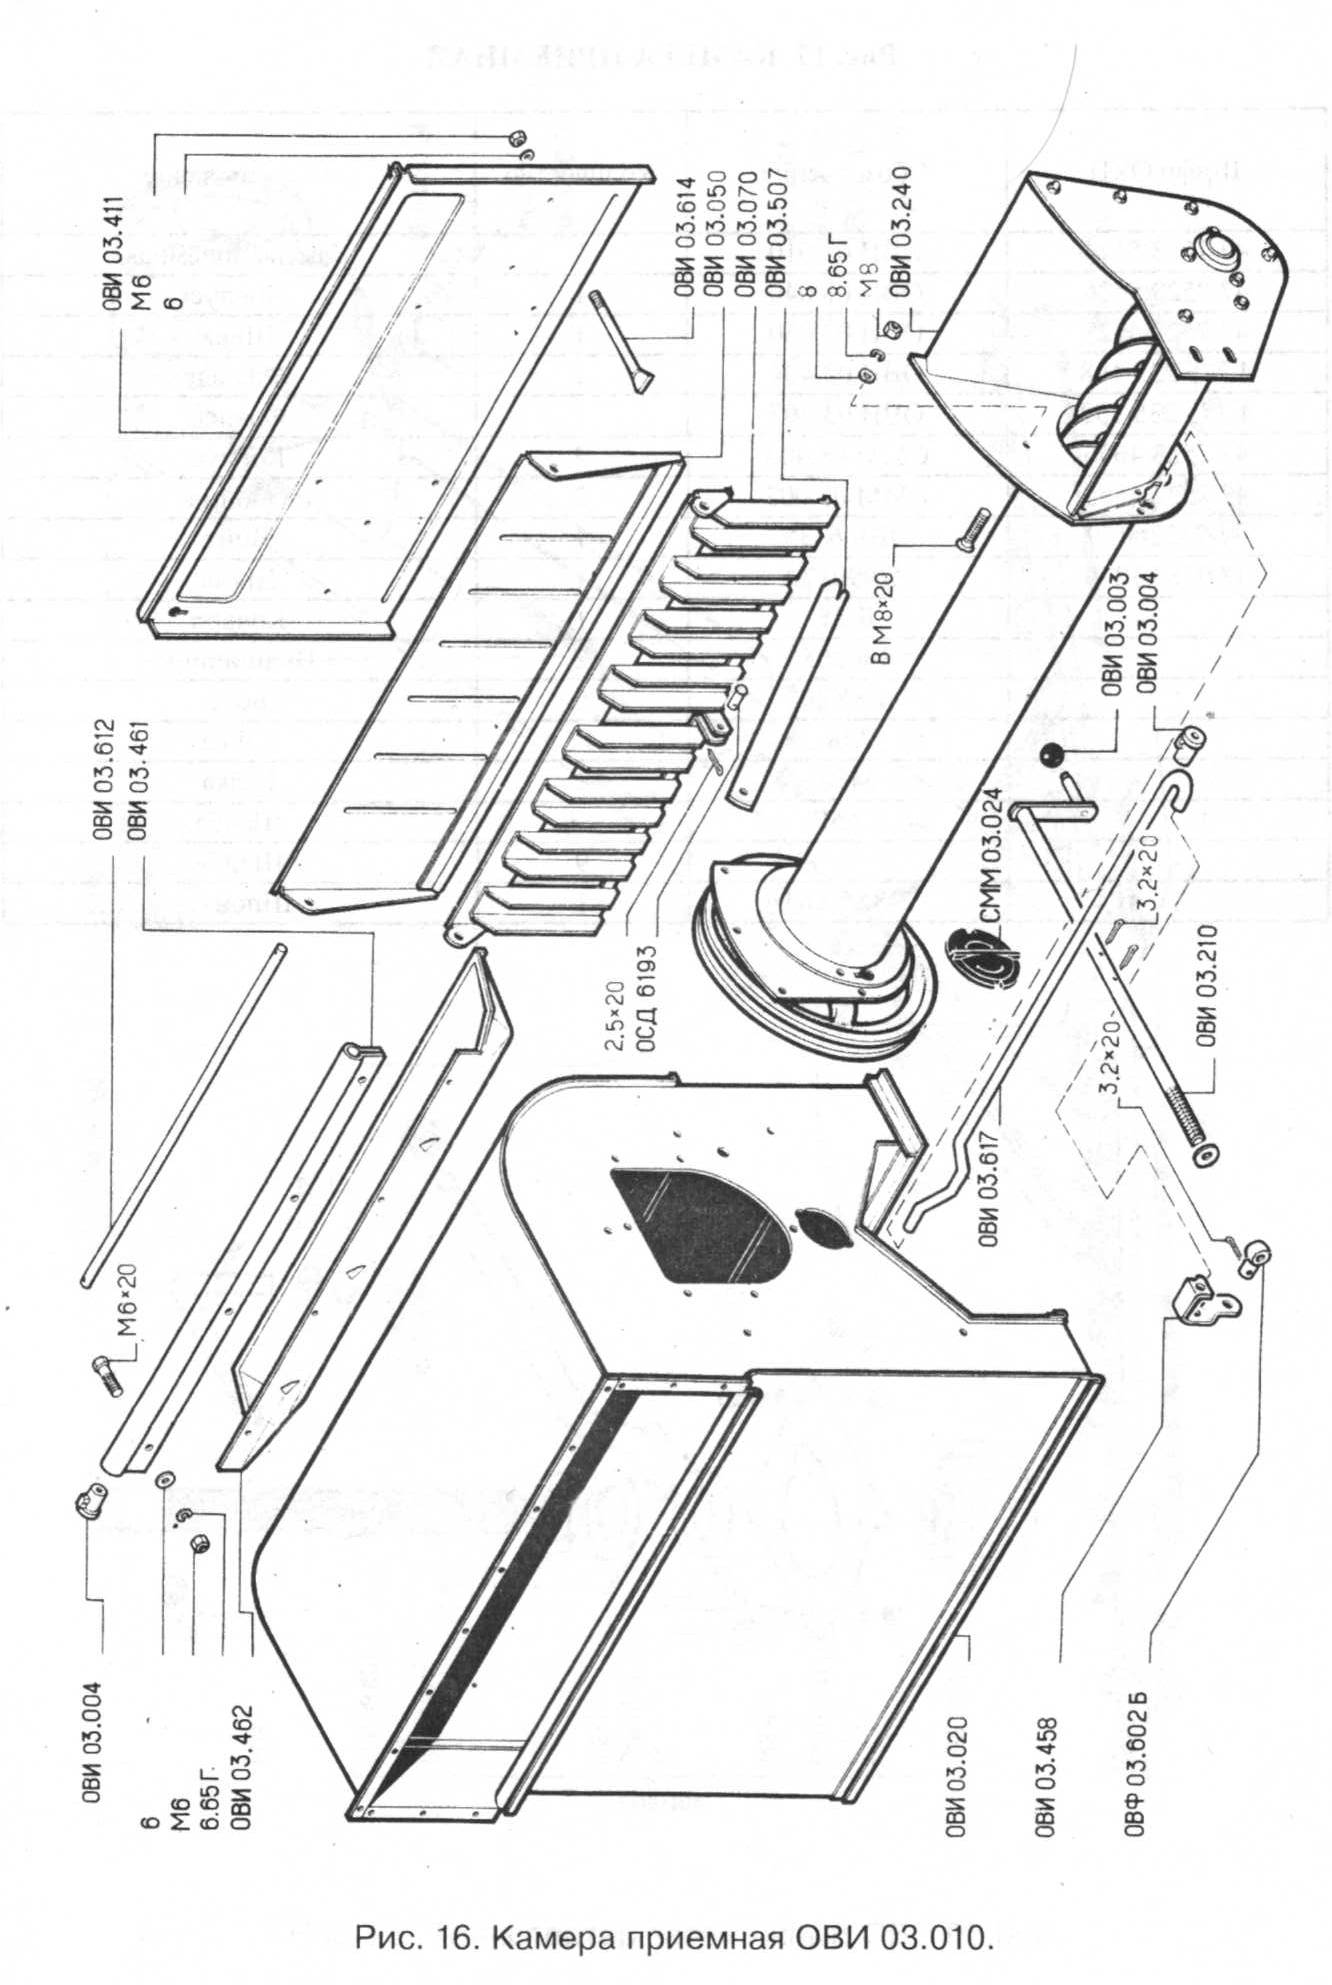 ОВИ 03.411
М6
6
ОВИ 03.614
ОВИ 03.050
ОВИ 03.070
ОВИ 03.507
8
8.65Г
М8
ОВИ 03.240
ОВИ 03.612
ОВИ 03.461
В М8×20
ОВИ 03.003
ОВИ 03.004
СММ 03.024
3,2×20
2.5×20
ОСД 6193
3.2×20
ОВИ 03.210
ОВИ 03.617
М6×20
ОВИ 03.004
6
М6
6.65Г.
ОВИ 03.462
ОВИ 03.020
ОВИ 03.458
ОВФ 03.602Б
Рис. 16. Камера приемная ОВИ 03.010.